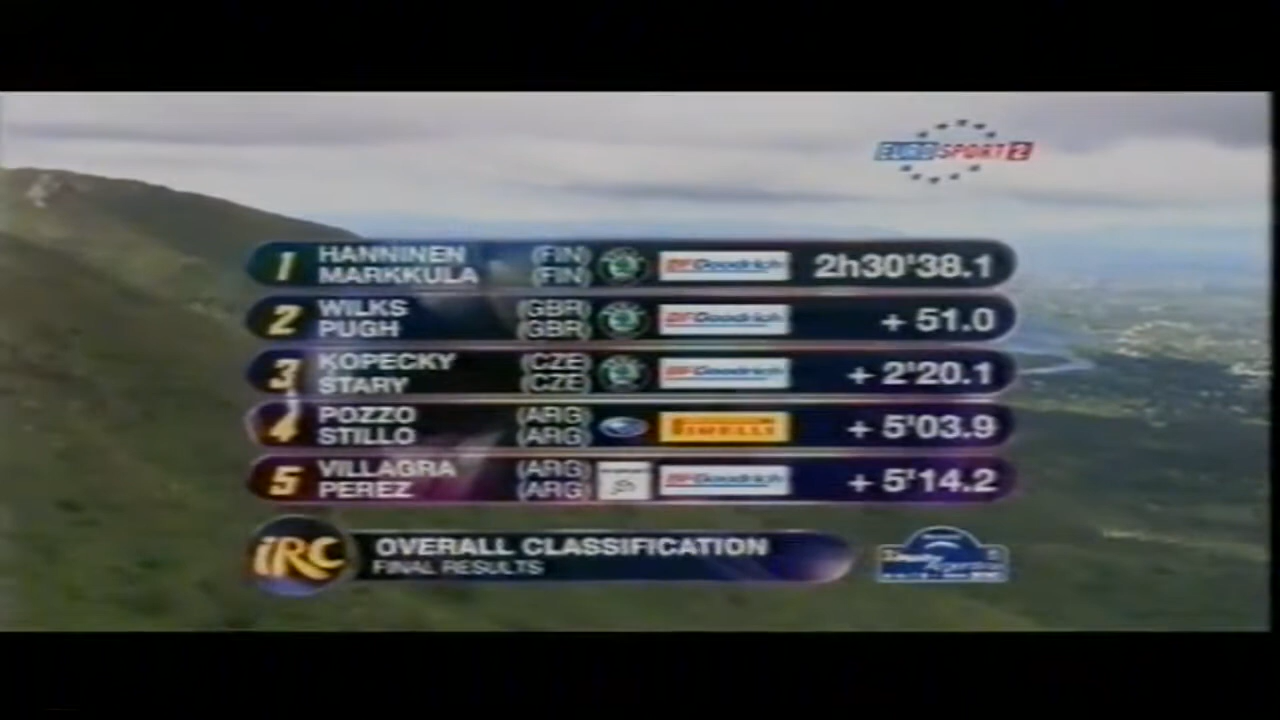 EUROSPORT 2
1 HANNINEN (FIN) BFGoodrich 2h30'38.1
MARKKULA (FIN)
2 WILKS (GBR) BFGoodrich + 51.0
PUGH (GBR)
3 KOPECKY (CZE) BFGoodrich + 2'20.1
STARY (CZE)
4 POZZO (ARG) PIRELLI + 5'03.9
STILLO (ARG)
5 VILLAGRA (ARG) BFGoodrich + 5'14.2
PEREZ (ARG)
iRC OVERALL CLASSIFICATION
FINAL RESULTS